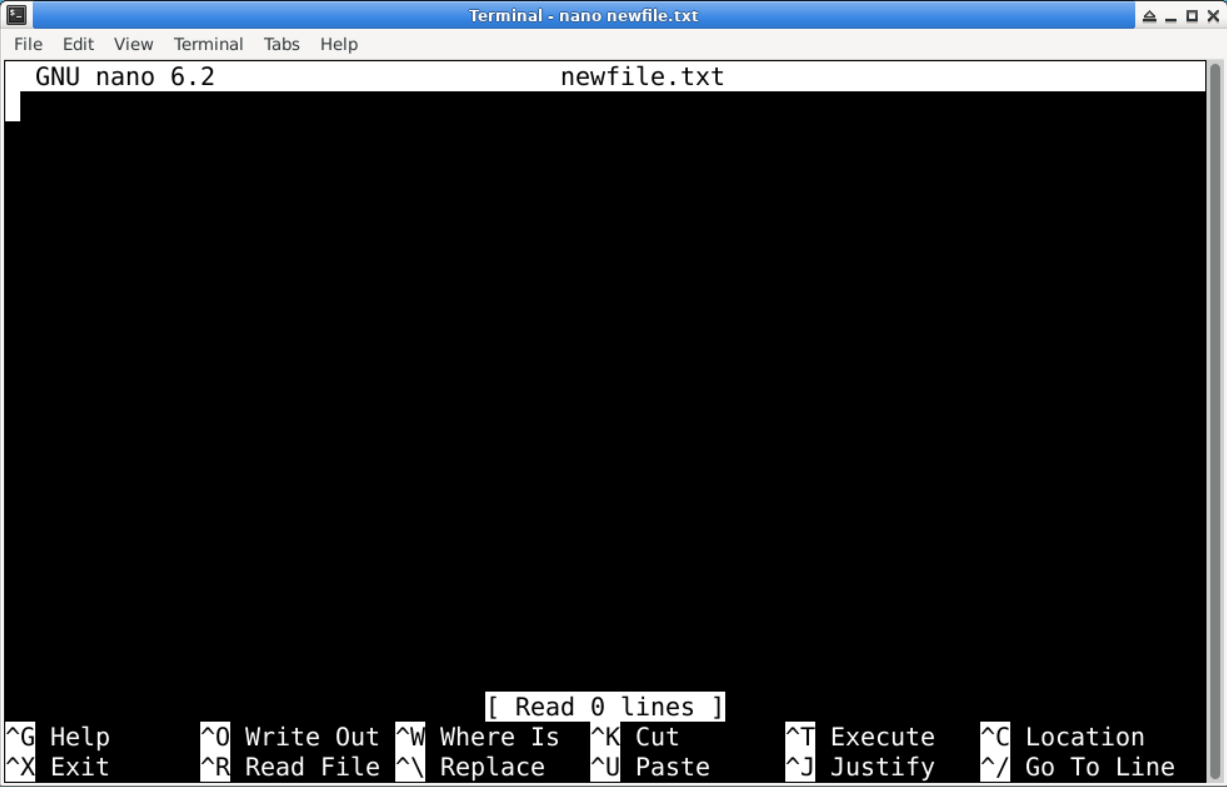 Terminal - nano newfile.txt
File Edit View Terminal Tabs Help
GNU nano 6.2 newfile.txt
[ Read 0 lines ]
^G Help ^O Write Out ^W Where Is ^K Cut ^T Execute ^C Location
^X Exit ^R Read File ^\ Replace ^U Paste ^J Justify ^/ Go To Line